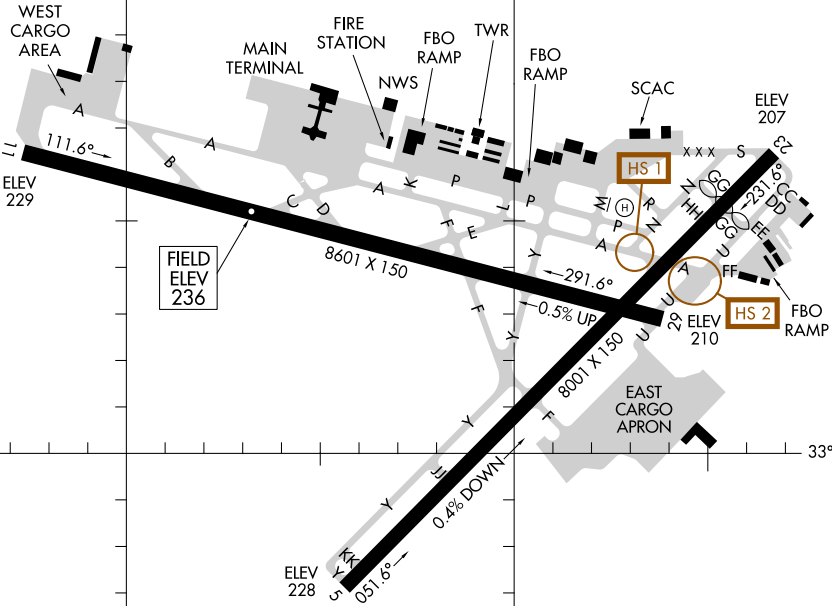 WEST
CARGO
AREA
FIRE
STATION
MAIN
TERMINAL
FBO
RAMP
TWR
FBO
RAMP
NWS
SCAC
ELEV
207
A
11
111.6°
ELEV
229
B
A
C
D
A
K
P
L
P
F
E
HS 1
M
H
R
N
P
A
N
HH
GG
GG
X X X
S
23
231.6°
CC
DD
EE
U
FF
A
U
FIELD
ELEV
236
8601 X 150
Y
291.6°
0.5% UP
F
Y
29
ELEV
210
U
HS 2
FBO
RAMP
8001 X 150
EAST
CARGO
APRON
F
Y
JJ
0.4% DOWN
33°
Y
KK
Y
ELEV
228
5
051.6°